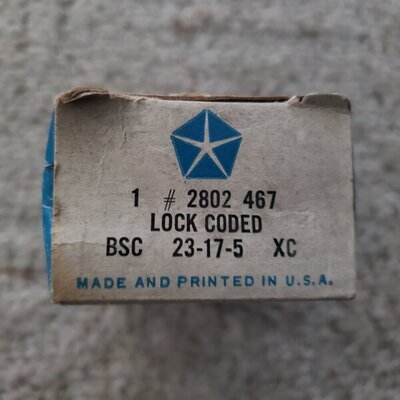 1 # 2802 467
LOCK CODED
BSC 23-17-5 XC
MADE AND PRINTED IN U.S.A.